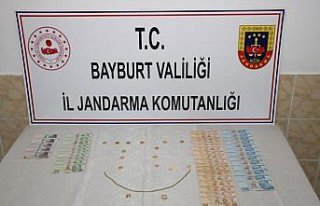 T.C.
BAYBURT VALİLİĞİ
İL JANDARMA KOMUTANLIĞI